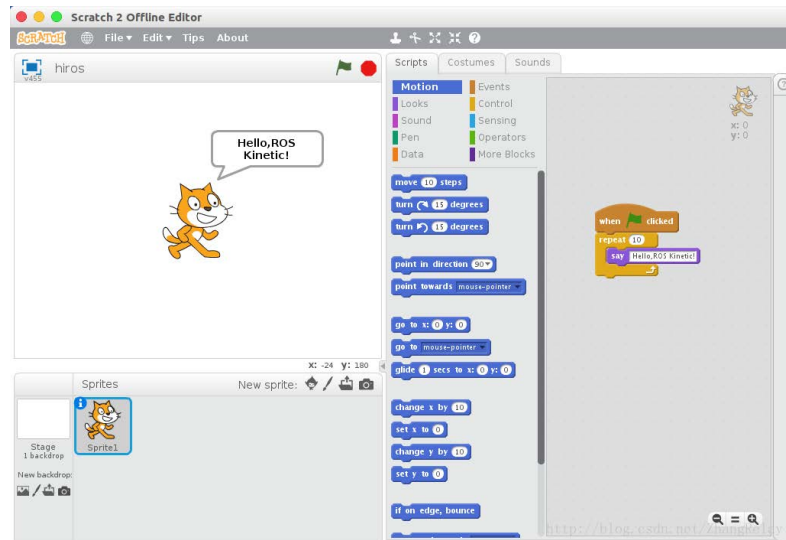 Scratch 2 Offline Editor
SCRATCH File▼ Edit▼ Tips About
v455 hiros
Hello,ROS
Kinetic!
X: -24 Y: 180
Sprites New sprite:
Stage
1 backdrop
Sprite1
New backdrop:
Scripts Costumes Sounds
Motion Events
Looks Control
Sound Sensing
Pen Operators
Data More Blocks
move 10 steps
turn 15 degrees
turn 15 degrees
point in direction 90▼
point towards mouse-pointer
go to x: 0 y: 0
go to mouse-pointer
glide 1 secs to x: 0 y: 0
change x by 10
set x to 0
change y by 10
set y to 0
if on edge, bounce
x: 0
y: 0
when clicked
repeat 10
say Hello,ROS Kinetic!